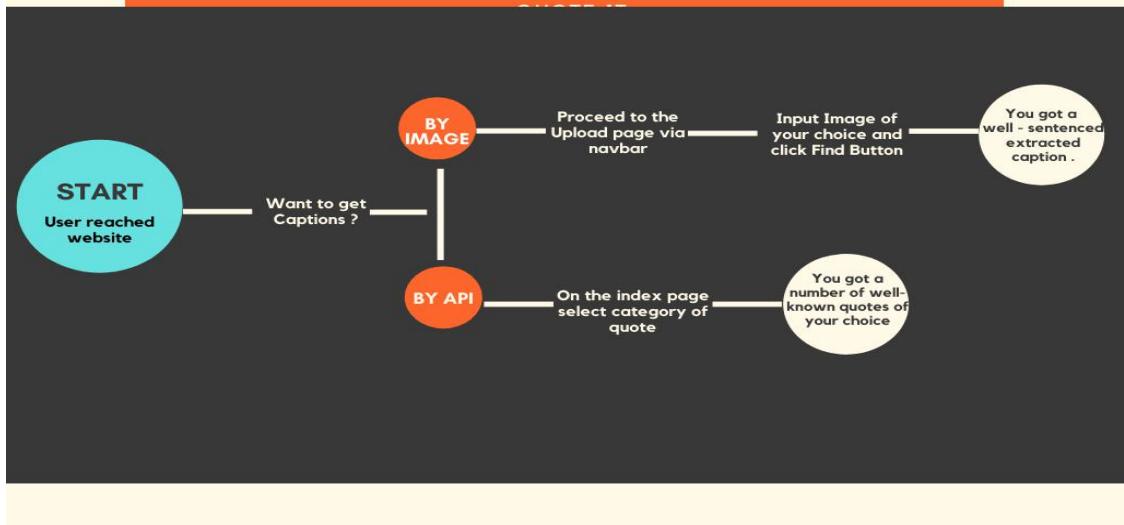 QUOTE IT
START
User reached
website
Want to get
Captions ?
BY
IMAGE
Proceed to the
Upload page via
navbar
Input Image of
your choice and
click Find Button
You got a
well - sentenced
extracted
caption .
BY API
On the index page
select category of
quote
You got a
number of well-
known quotes of
your choice